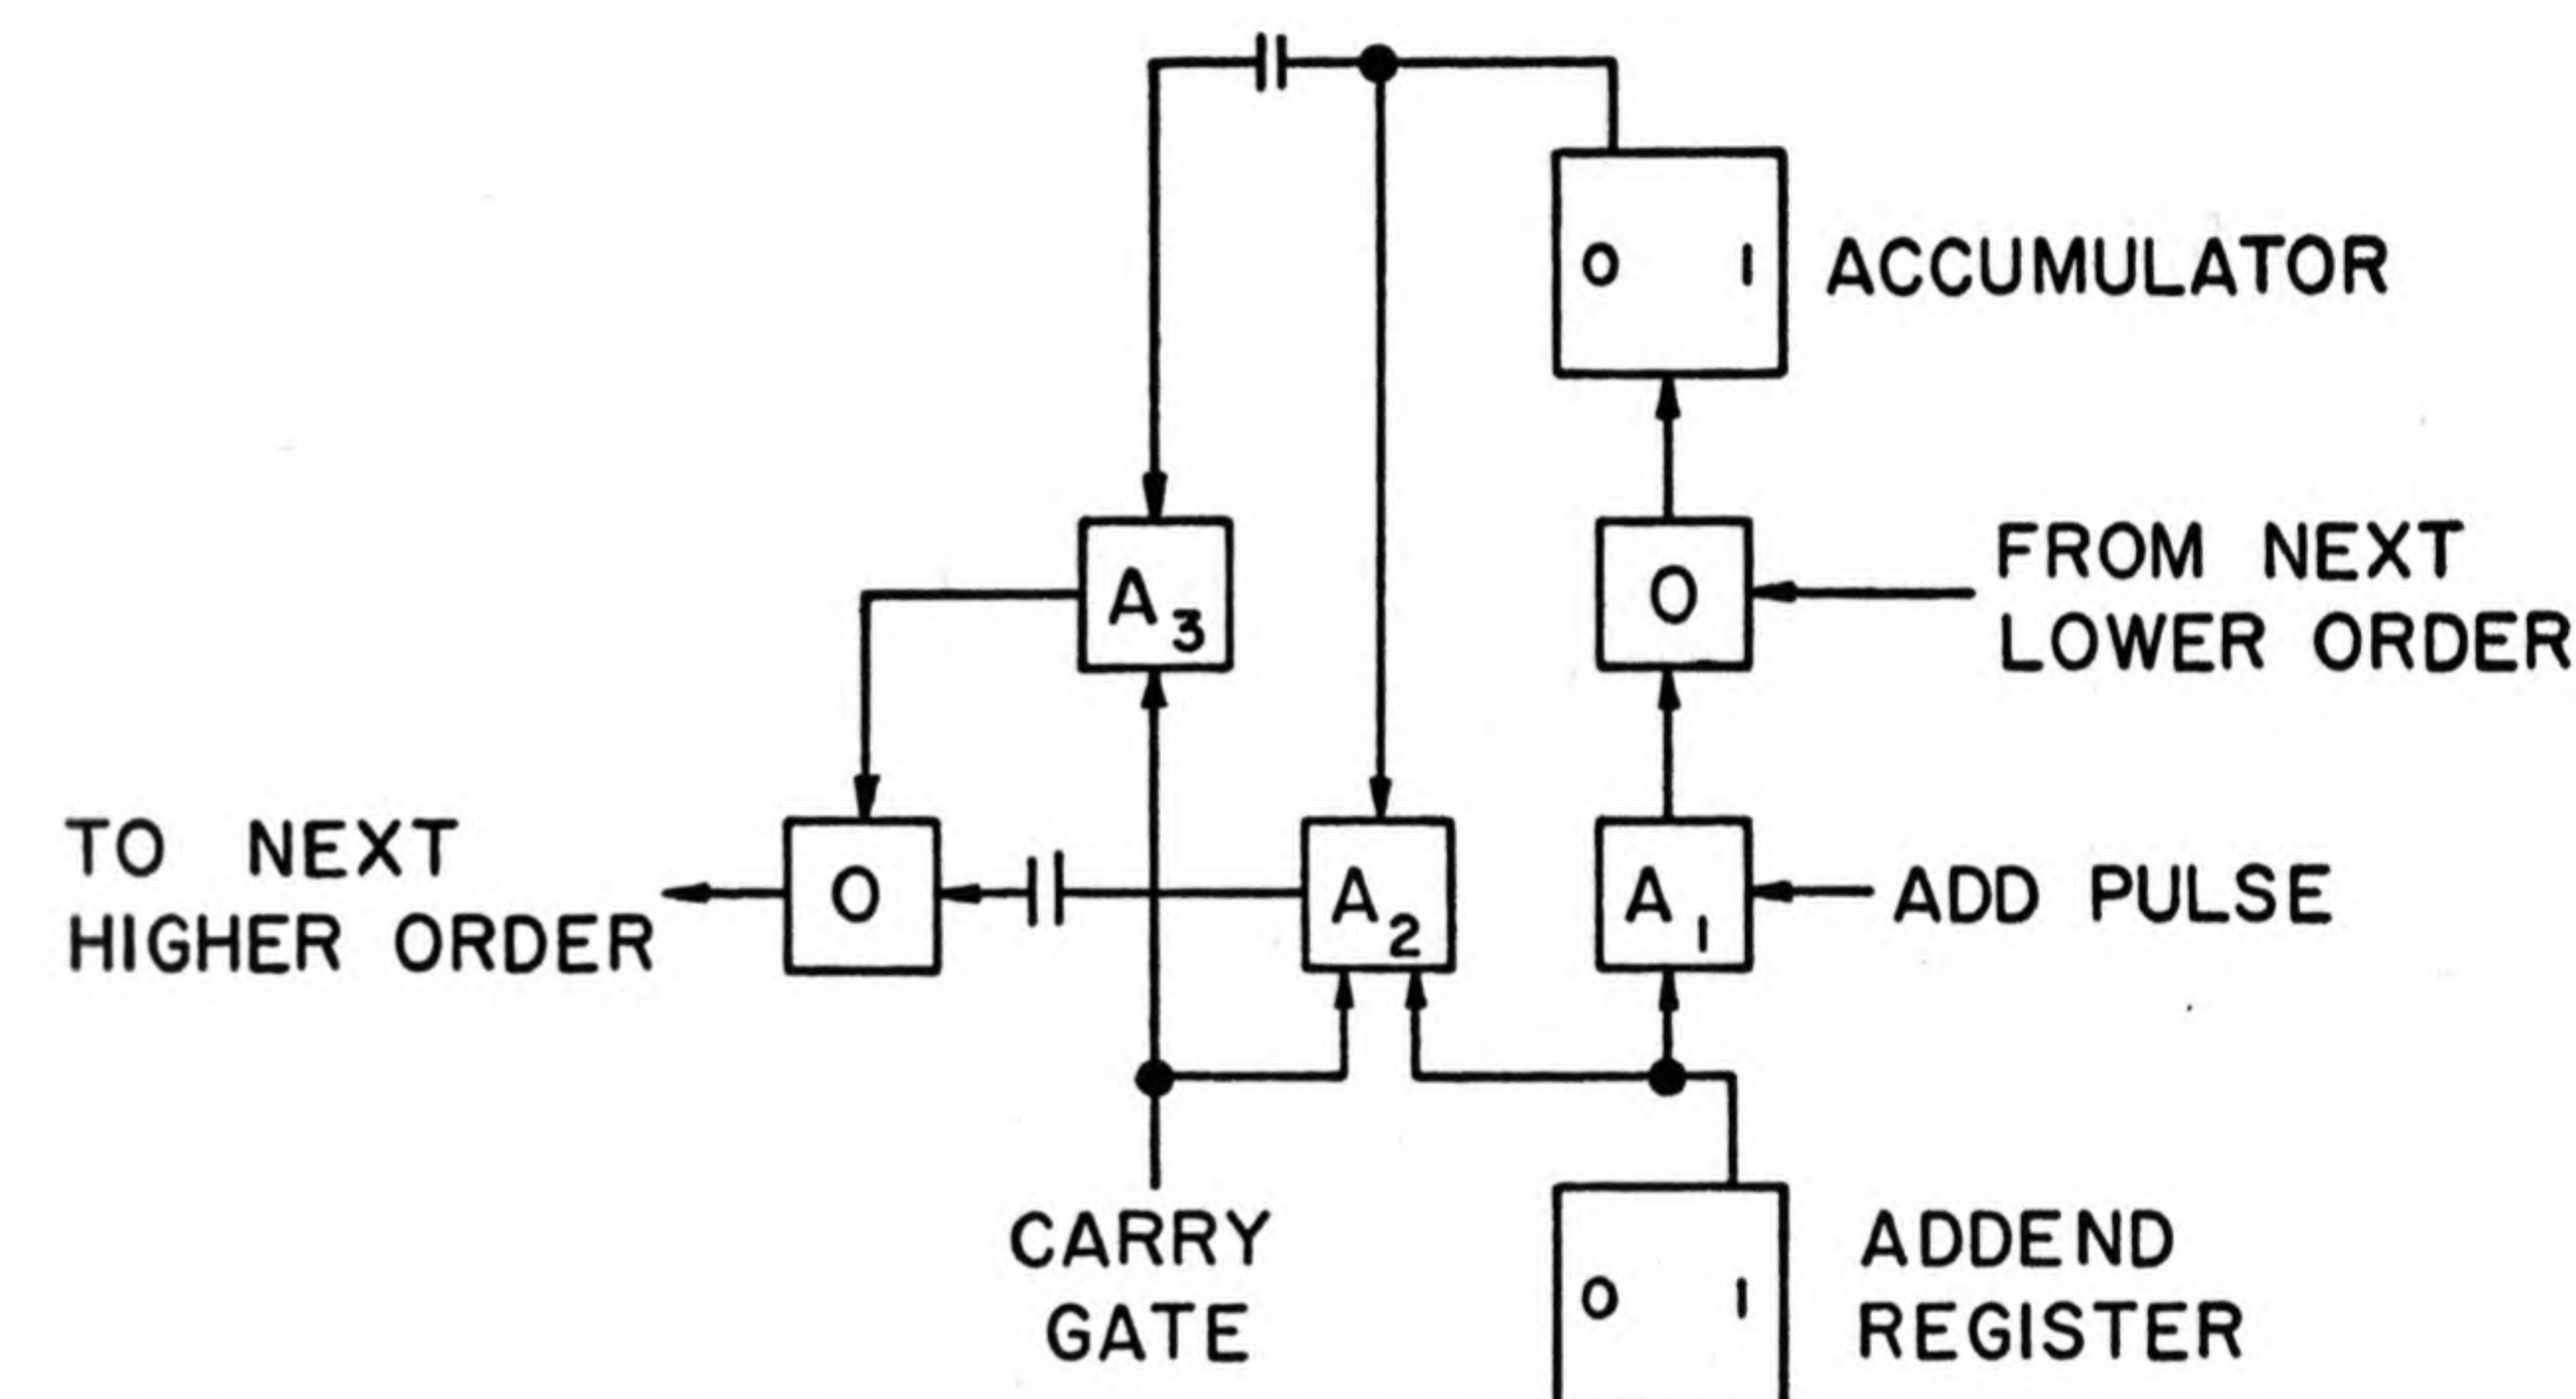 0 1 ACCUMULATOR
A3
O
FROM NEXT
LOWER ORDER
TO NEXT
HIGHER ORDER
O
A2
A1
ADD PULSE
CARRY
GATE
0 1
ADDEND
REGISTER